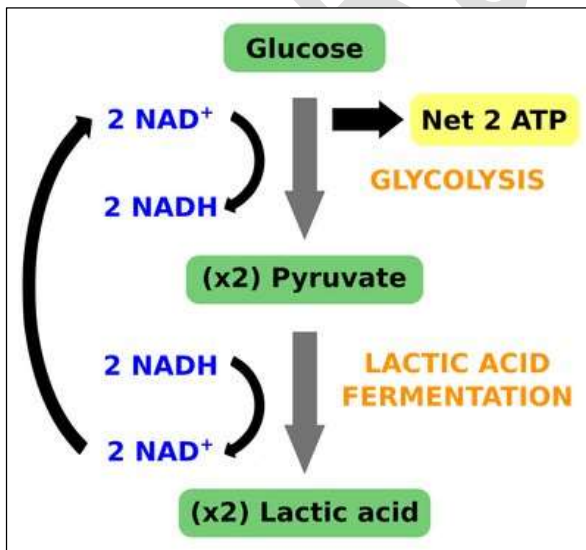 Glucose
2 NAD⁺
Net 2 ATP
GLYCOLYSIS
2 NADH
(x2) Pyruvate
2 NADH
LACTIC ACID
FERMENTATION
2 NAD⁺
(x2) Lactic acid